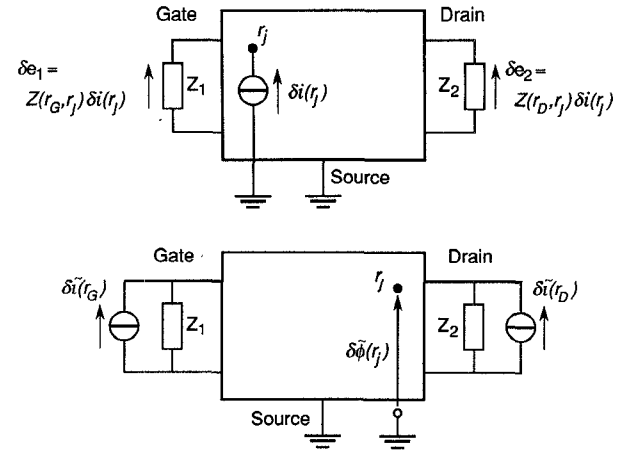 Gate
Drain
r_j
δe₁ =
Z(r_G, r_j) δi(r_j)
Z₁
δi(r_j)
Z₂
δe₂ =
Z(r_D, r_j) δi(r_j)
Source
Gate
Drain
δĩ(r_G)
Z₁
r_j
δϕ̃(r_j)
Z₂
δĩ(r_D)
Source